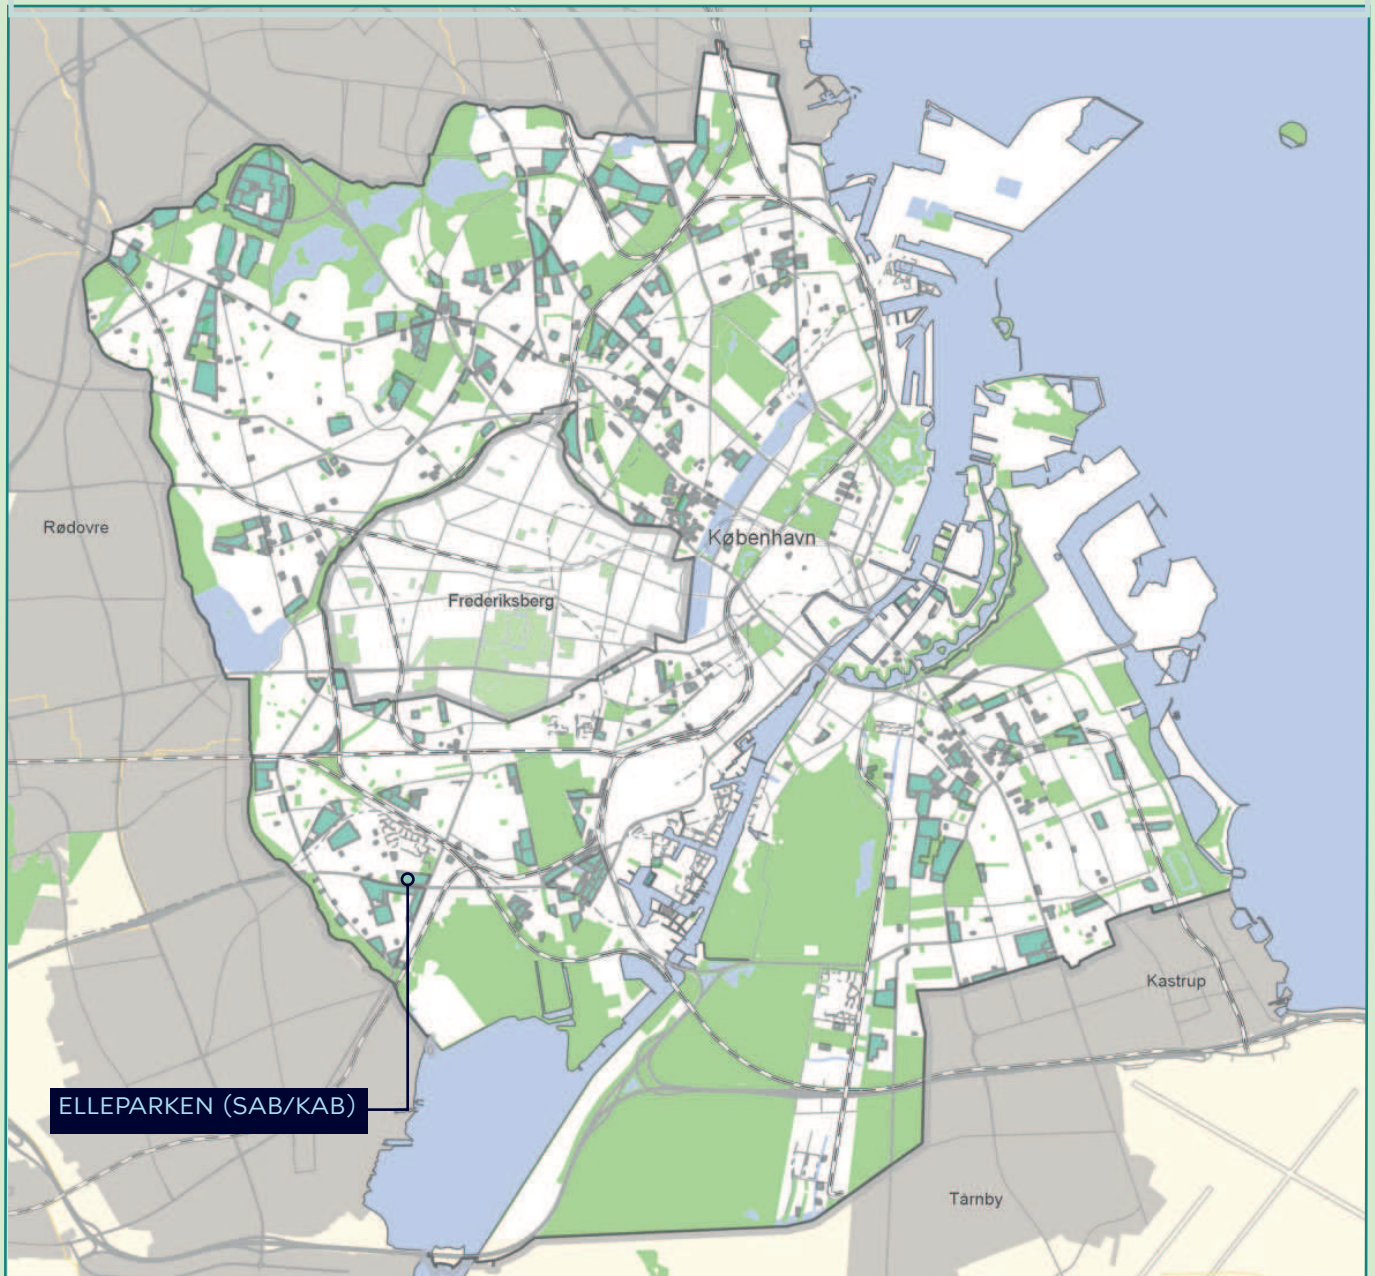 Rødovre
København
Frederiksberg
Kastrup
ELLEPARKEN (SAB/KAB)
Tårnby